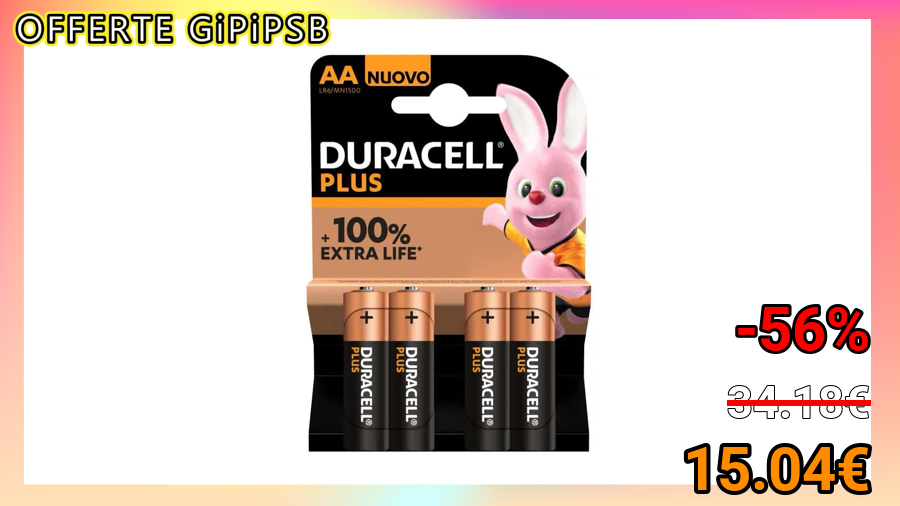 OFFERTE GiPiPSB
AA NUOVO
LR6/MN1500
DURACELL®
PLUS
+100%
EXTRA LIFE*
+ + + +
DURACELL® PLUS
DURACELL® PLUS
DURACELL® PLUS
DURACELL® PLUS
-56%
34.18€
15.04€